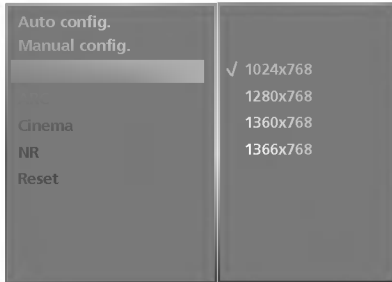 Auto config.
Manual config.
Cinema
NR
Reset
✓ 1024x768
1280x768
1360x768
1366x768